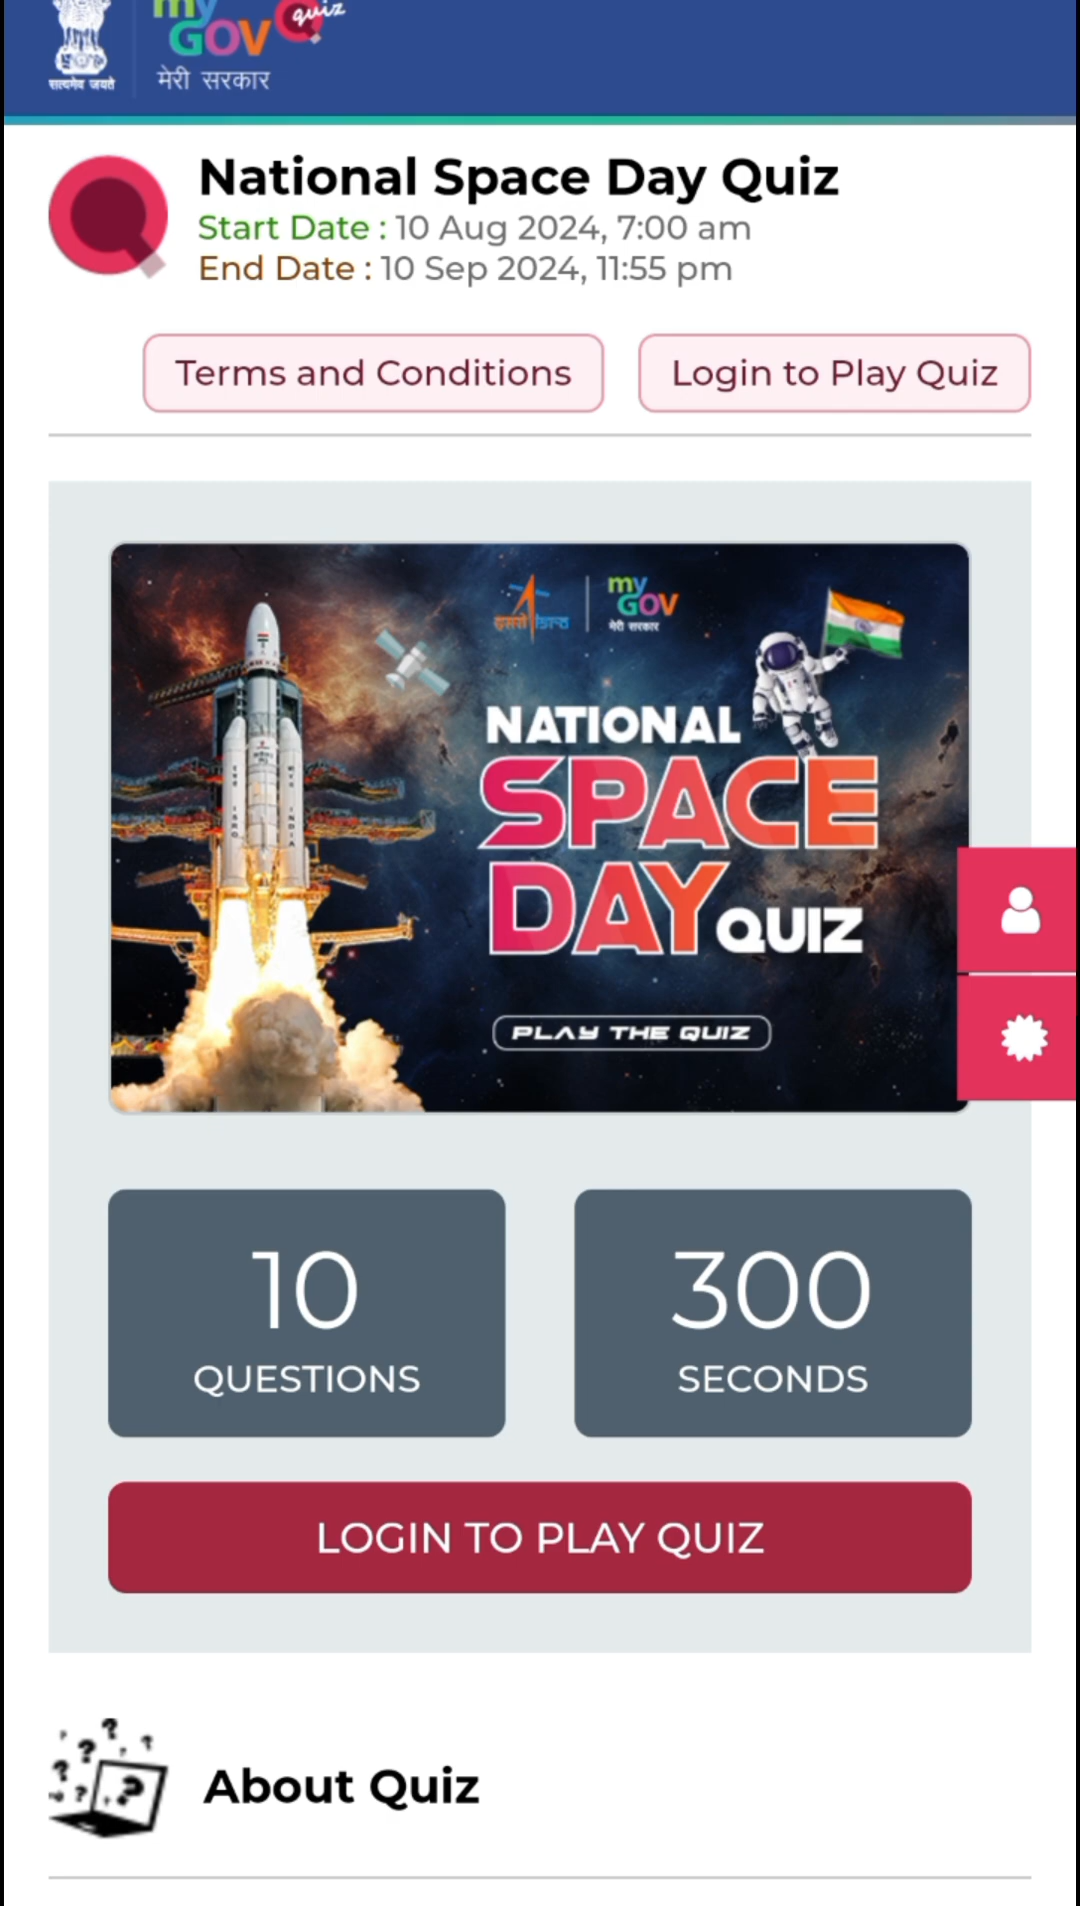 सत्यमेव जयते
my
GOV
quiz
मेरी सरकार
National Space Day Quiz
Start Date : 10 Aug 2024, 7:00 am
End Date : 10 Sep 2024, 11:55 pm
Terms and Conditions
Login to Play Quiz
इसरो isro
my
GOV
मेरी सरकार
NATIONAL
SPACE
DAY QUIZ
PLAY THE QUIZ
10
QUESTIONS
300
SECONDS
LOGIN TO PLAY QUIZ
About Quiz